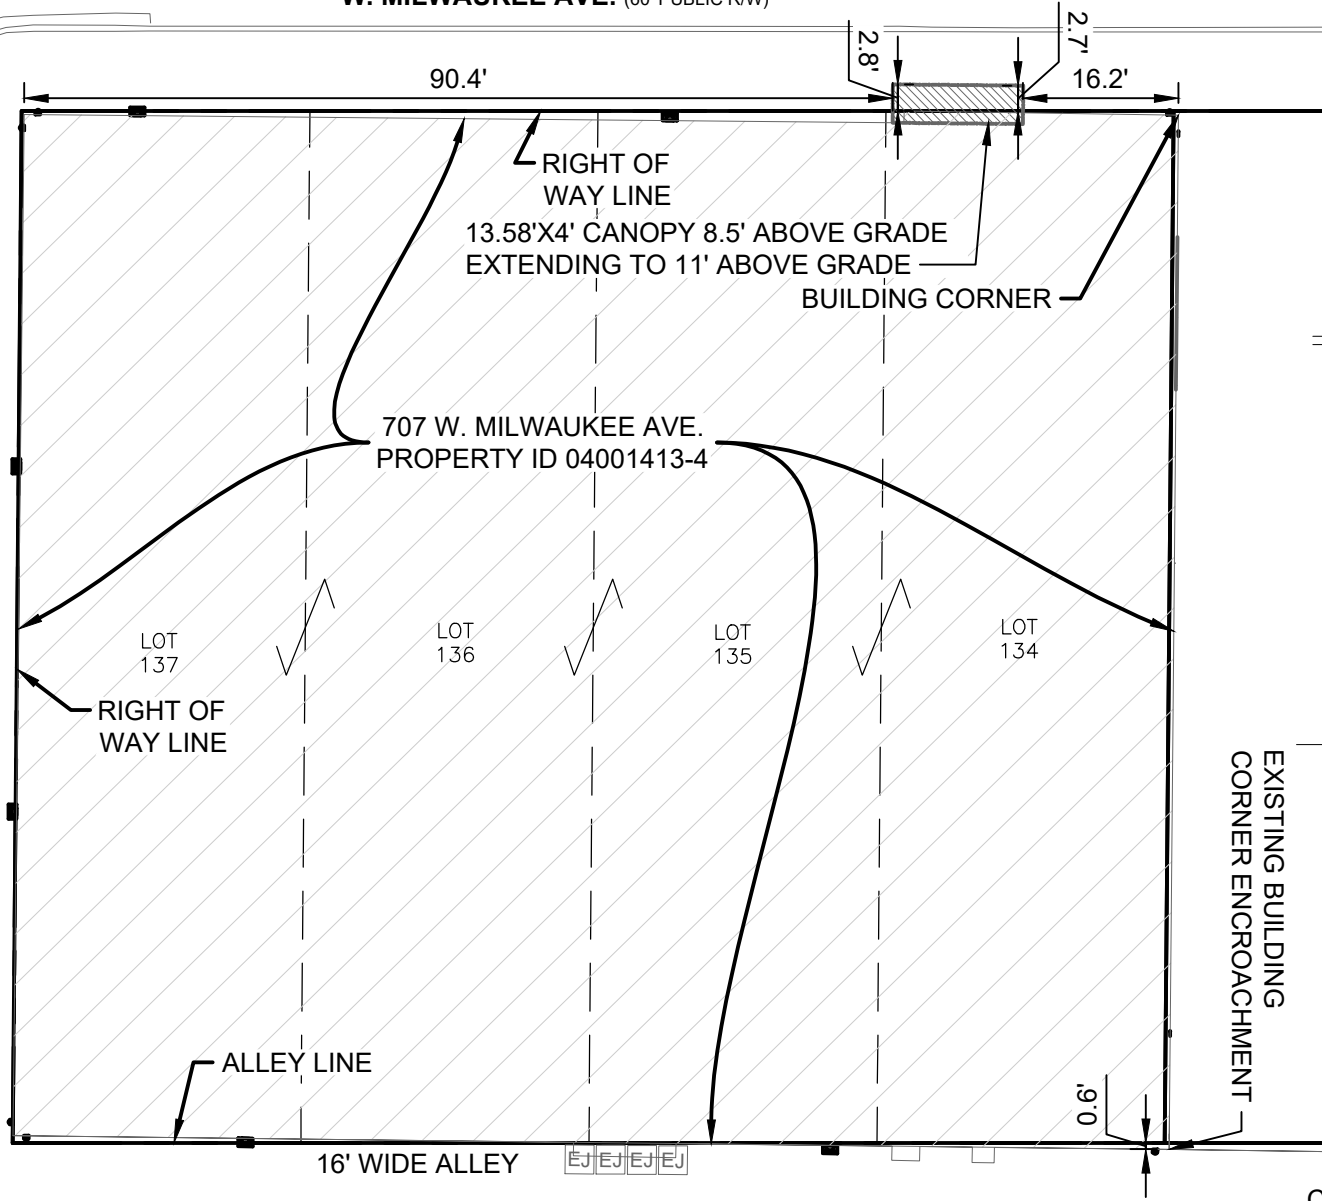 W. MILWAUKEE AVE. (60' PUBLIC R/W)
90.4'
2.8'
2.7'
16.2'
RIGHT OF
WAY LINE
13.58'X4' CANOPY 8.5' ABOVE GRADE
EXTENDING TO 11' ABOVE GRADE
BUILDING CORNER
707 W. MILWAUKEE AVE.
PROPERTY ID 04001413-4
LOT
137
LOT
136
LOT
135
LOT
134
RIGHT OF
WAY LINE
EXISTING BUILDING
CORNER ENCROACHMENT
ALLEY LINE
0.6'
16' WIDE ALLEY
EJ EJ EJ EJ